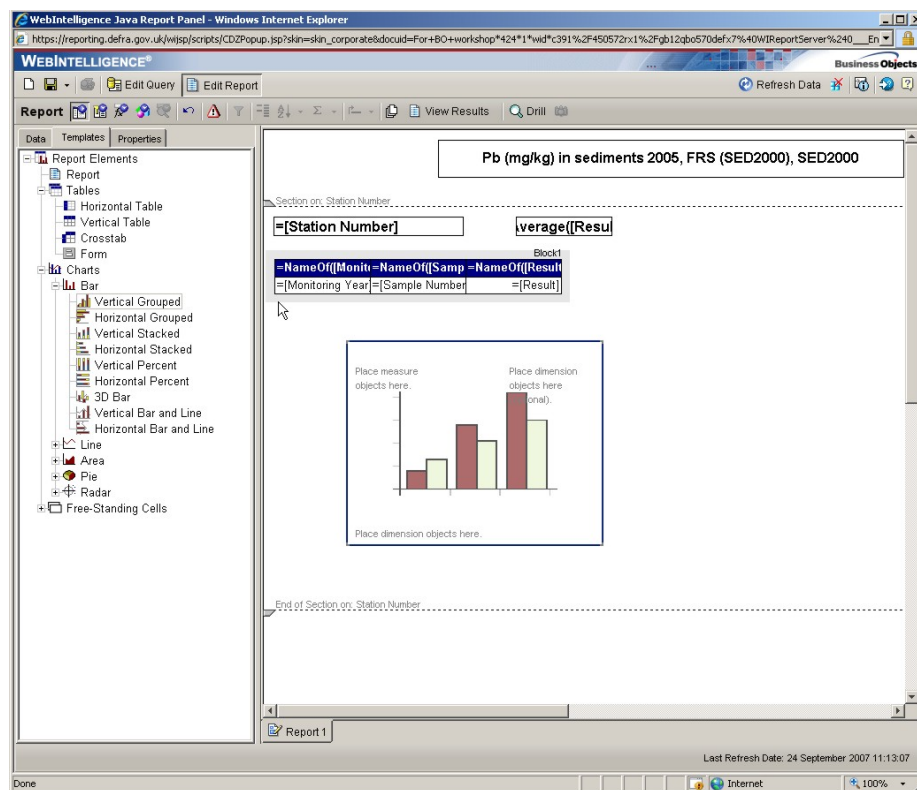 WebIntelligence Java Report Panel - Windows Internet Explorer
https://reporting.defra.gov.uk/wijsp/scripts/CDZPopup.jsp?skin=skin_corporate&docuid=For+BO+workshop*424*1*wid*c391%2F450572rx1%2Fgb12qbo570defx7%40WIReportServer%240__En
WEBINTELLIGENCE®
... Business Objects
Edit Query Edit Report Refresh Data
Report View Results Drill
Data Templates Properties
Report Elements
Report
Tables
Horizontal Table
Vertical Table
Crosstab
Form
Charts
Bar
Vertical Grouped
Horizontal Grouped
Vertical Stacked
Horizontal Stacked
Vertical Percent
Horizontal Percent
3D Bar
Vertical Bar and Line
Horizontal Bar and Line
Line
Area
Pie
Radar
Free-Standing Cells
Pb (mg/kg) in sediments 2005, FRS (SED2000), SED2000
Section on: Station Number
=[Station Number] verage([Resul
Block1
=NameOf([Monit =NameOf([Samp =NameOf([Result
=[Monitoring Year] =[Sample Number =[Result]
Place measure
objects here.
Place dimension
objects here
onal).
Place dimension objects here.
End of Section on: Station Number
Report 1
Last Refresh Date: 24 September 2007 11:13:07
Done Internet 100%